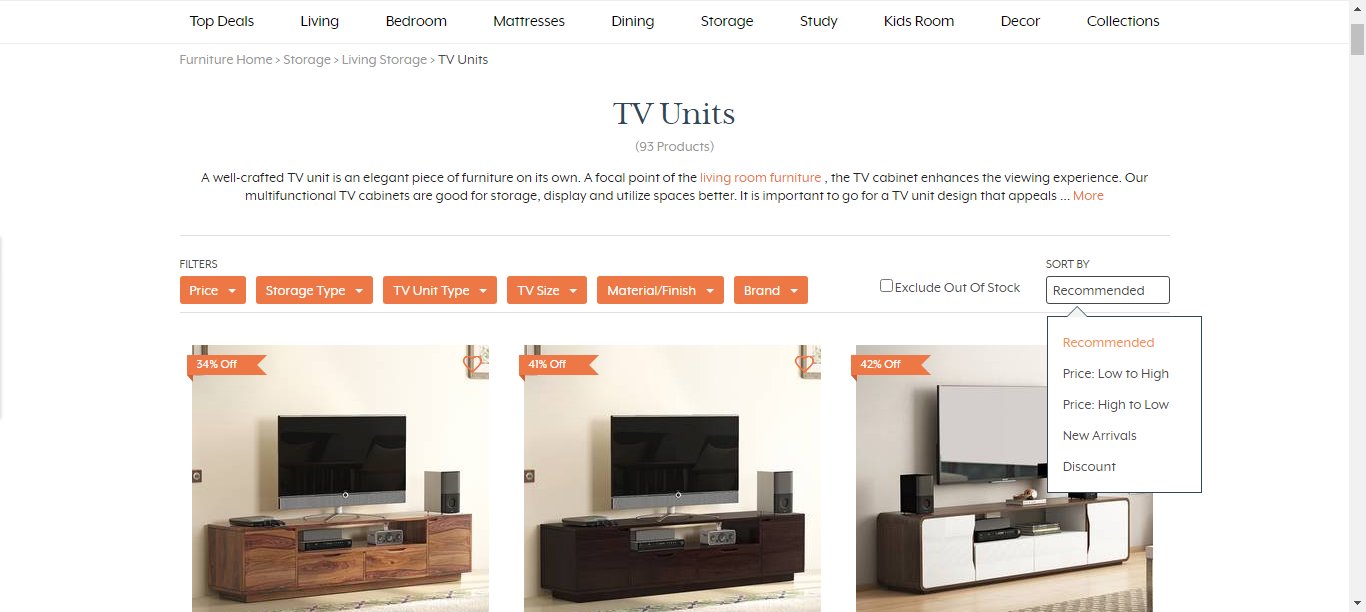 Top Deals Living Bedroom Mattresses Dining Storage Study Kids Room Decor Collections
Furniture Home > Storage > Living Storage > TV Units
TV Units
(93 Products)
A well-crafted TV unit is an elegant piece of furniture on its own. A focal point of the living room furniture , the TV cabinet enhances the viewing experience. Our
multifunctional TV cabinets are good for storage, display and utilize spaces better. It is important to go for a TV unit design that appeals ... More
FILTERS
SORT BY
Price Storage Type TV Unit Type TV Size Material/Finish Brand Exclude Out Of Stock Recommended
Recommended
Price: Low to High
Price: High to Low
New Arrivals
Discount
34% Off
41% Off
42% Off